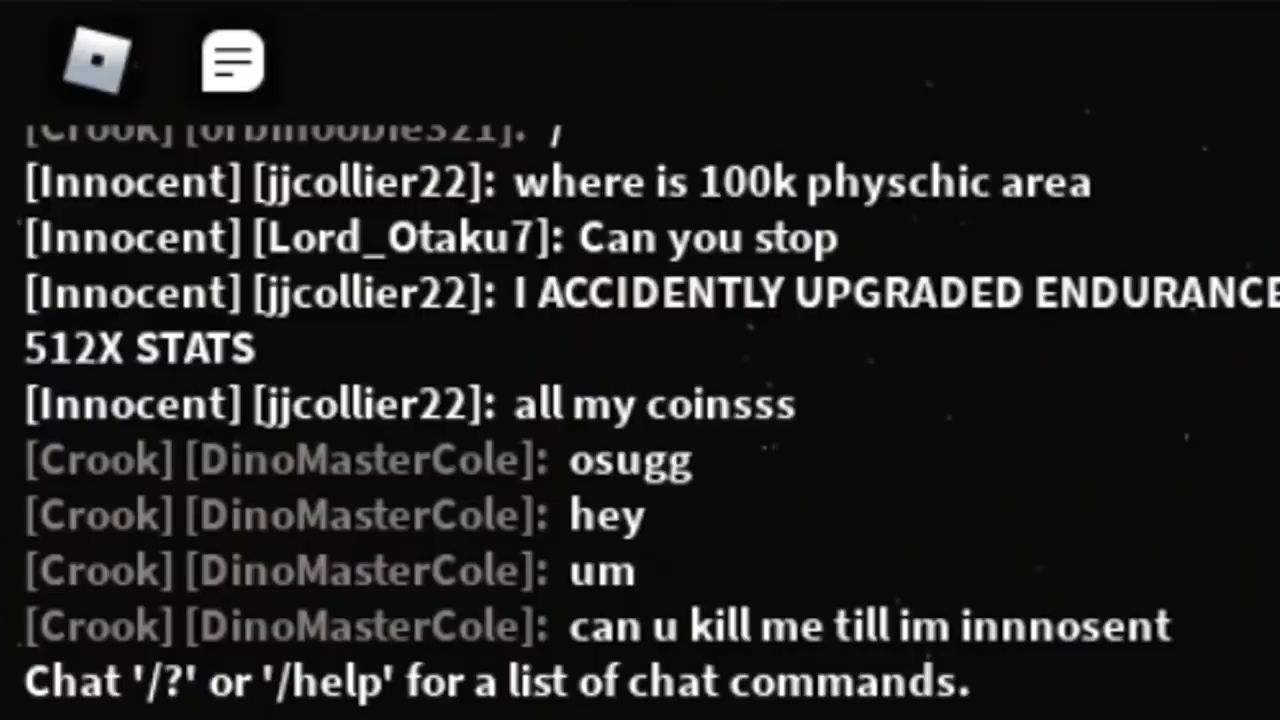 [Crook] [orbinoobie321]: /
[Innocent] [jjcollier22]: where is 100k physchic area
[Innocent] [Lord_Otaku7]: Can you stop
[Innocent] [jjcollier22]: I ACCIDENTLY UPGRADED ENDURANCE
512X STATS
[Innocent] [jjcollier22]: all my coinsss
[Crook] [DinoMasterCole]: osugg
[Crook] [DinoMasterCole]: hey
[Crook] [DinoMasterCole]: um
[Crook] [DinoMasterCole]: can u kill me till im innnosent
Chat '/?' or '/help' for a list of chat commands.